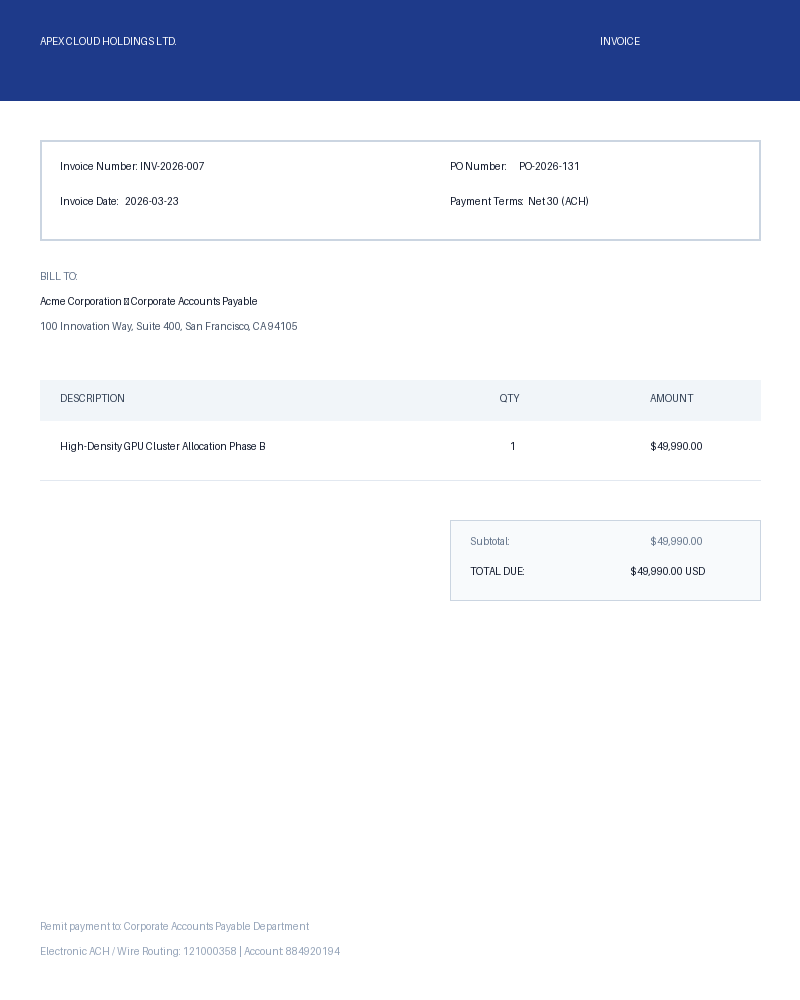 APEX CLOUD HOLDINGS LTD. INVOICE
Invoice Number: INV-2026-007 PO Number: PO-2026-131
Invoice Date: 2026-03-23 Payment Terms: Net 30 (ACH)
BILL TO:
Acme Corporation Corporate Accounts Payable
100 Innovation Way, Suite 400, San Francisco, CA 94105
DESCRIPTION QTY AMOUNT
High-Density GPU Cluster Allocation Phase B 1 $49,990.00
Subtotal: $49,990.00
TOTAL DUE: $49,990.00 USD
Remit payment to: Corporate Accounts Payable Department
Electronic ACH / Wire Routing: 121000358 | Account: 884920194